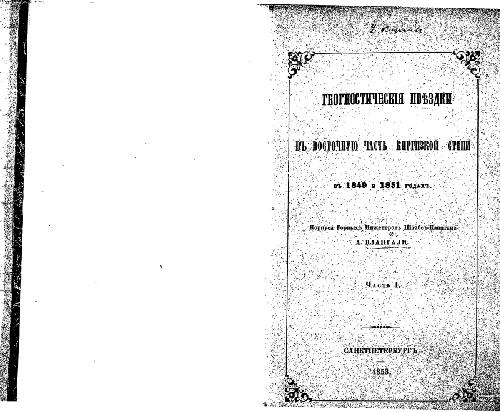 ГЕОГНОСТИЧЕСКІЯ ПОѢЗДКИ
ВЪ ВОСТОЧНУЮ ЧАСТЬ КИРГИЗСКОЙ СТЕПИ
ВЪ 1849 и 1851 ГОДАХЪ.
Корпуса Горныхъ Инженеровъ Штабсъ-Капитана
А. ВЛАНГАЛИ.
Часть I.
САНКТПЕТЕРБУРГЪ
1853.